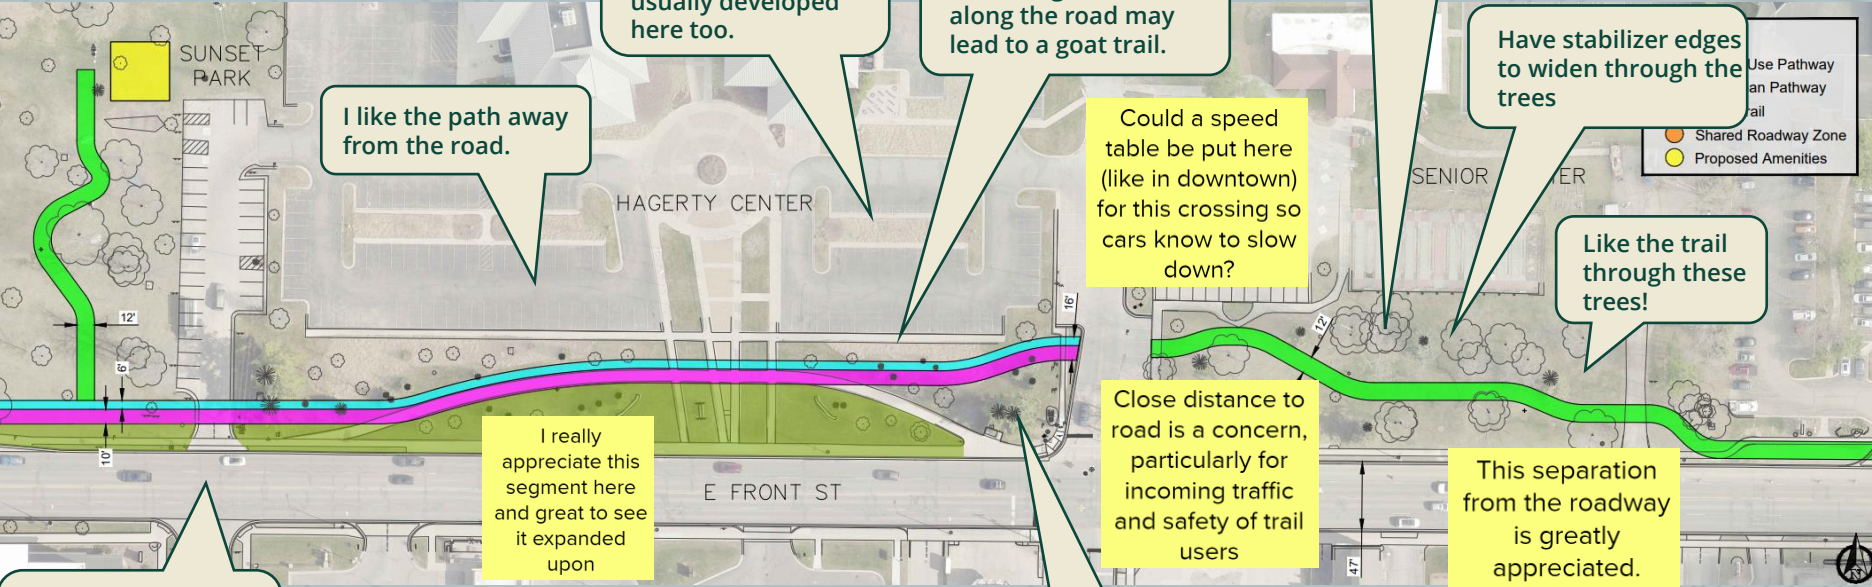 usually developed
here too.
along the road may
lead to a goat trail.
Have stabilizer edges
to widen through the
trees
Use Pathway
an Pathway
rail
Shared Roadway Zone
Proposed Amenities
SUNSET
PARK
I like the path away
from the road.
HAGERTY CENTER
Could a speed
table be put here
(like in downtown)
for this crossing so
cars know to slow
down?
SENIOR
TER
Like the trail
through these
trees!
12'
6'
10'
16'
12'
47'
I really
appreciate this
segment here
and great to see
it expanded
upon
E FRONT ST
Close distance to
road is a concern,
particularly for
incoming traffic
and safety of trail
users
This separation
from the roadway
is greatly
appreciated.